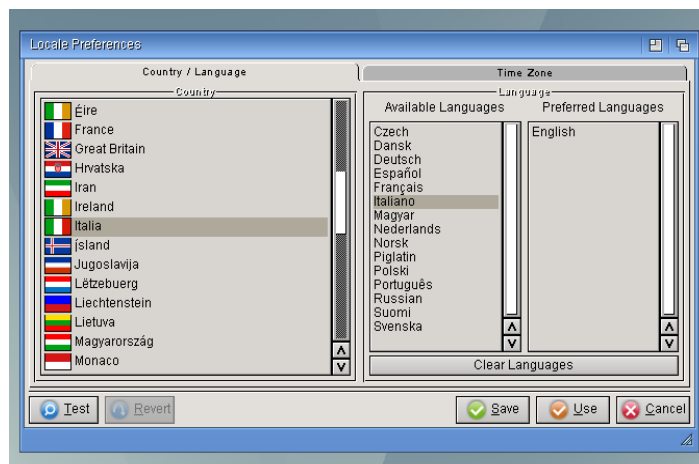 Locale Preferences
Country / Language
Time Zone
Country
Éire
France
Great Britain
Hrvatska
Iran
Ireland
Italia
ísland
Jugoslavija
Lëtzebuerg
Liechtenstein
Lietuva
Magyarország
Monaco
Language
Available Languages
Preferred Languages
Czech
Dansk
Deutsch
Español
Français
Italiano
Magyar
Nederlands
Norsk
Piglatin
Polski
Português
Russian
Suomi
Svenska
English
Clear Languages
Test
Revert
Save
Use
Cancel